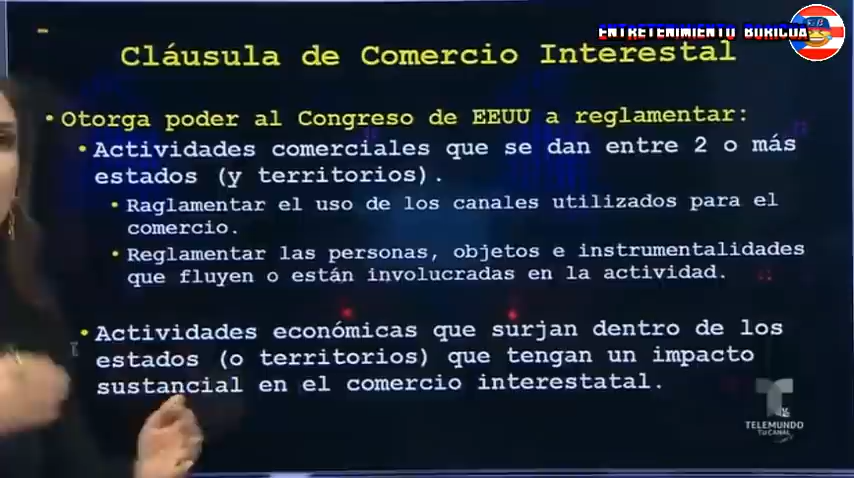 ENTRETENIMIENTO BORICUA
Cláusula de Comercio Interestal
• Otorga poder al Congreso de EEUU a reglamentar:
• Actividades comerciales que se dan entre 2 o más
estados (y territorios).
• Raglamentar el uso de los canales utilizados para el
comercio.
• Reglamentar las personas, objetos e instrumentalidades
que fluyen o están involucradas en la actividad.
• Actividades económicas que surjan dentro de los
estados (o territorios) que tengan un impacto
sustancial en el comercio interestatal.
TELEMUNDO
TU CANAL